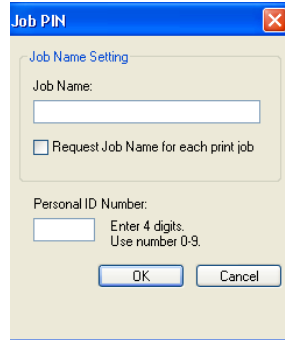 Job PIN
Job Name Setting
Job Name:
Request Job Name for each print job
Personal ID Number:
Enter 4 digits.
Use number 0-9.
OK
Cancel